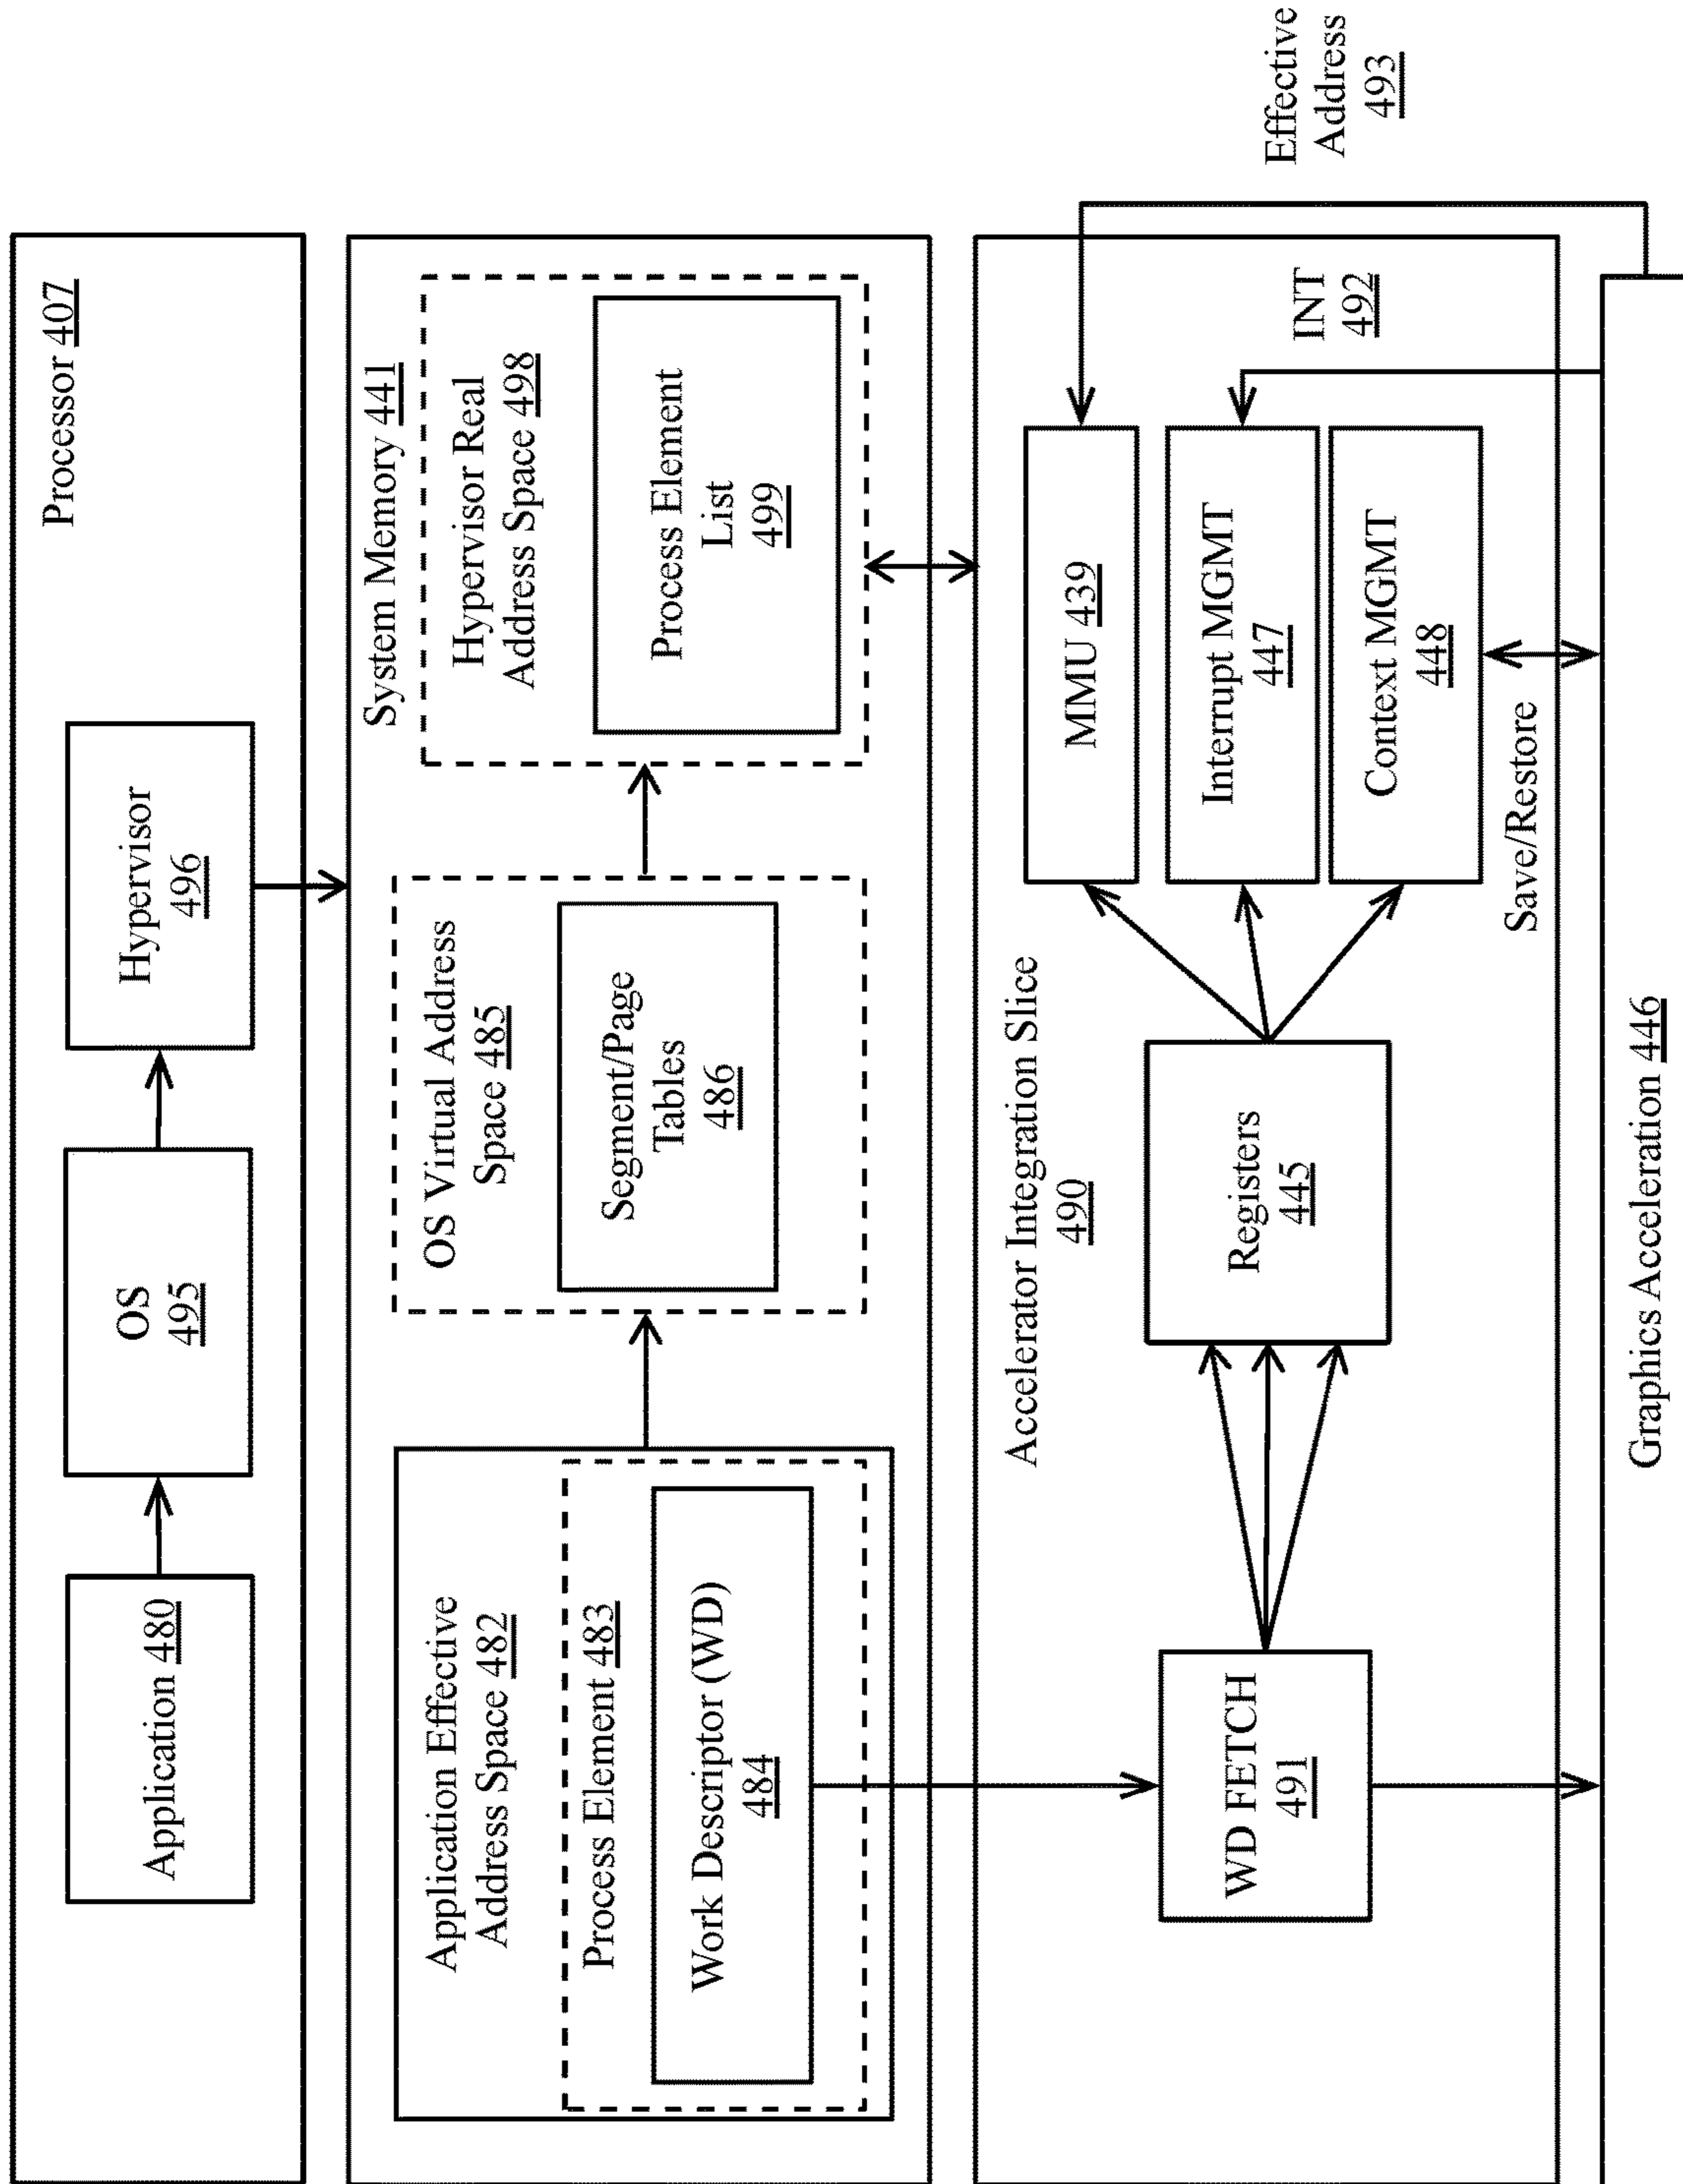 Processor 407
Application 480
OS
495
Hypervisor
496
System Memory 441
Application Effective
Address Space 482
Process Element 483
Work Descriptor (WD)
484
OS Virtual Address
Space 485
Segment/Page
Tables
486
Hypervisor Real
Address Space 498
Process Element
List
499
Accelerator Integration Slice
490
WD FETCH
491
Registers
445
MMU 439
Interrupt MGMT
447
Context MGMT
448
INT
492
Effective
Address
493
Save/Restore
Graphics Acceleration 446